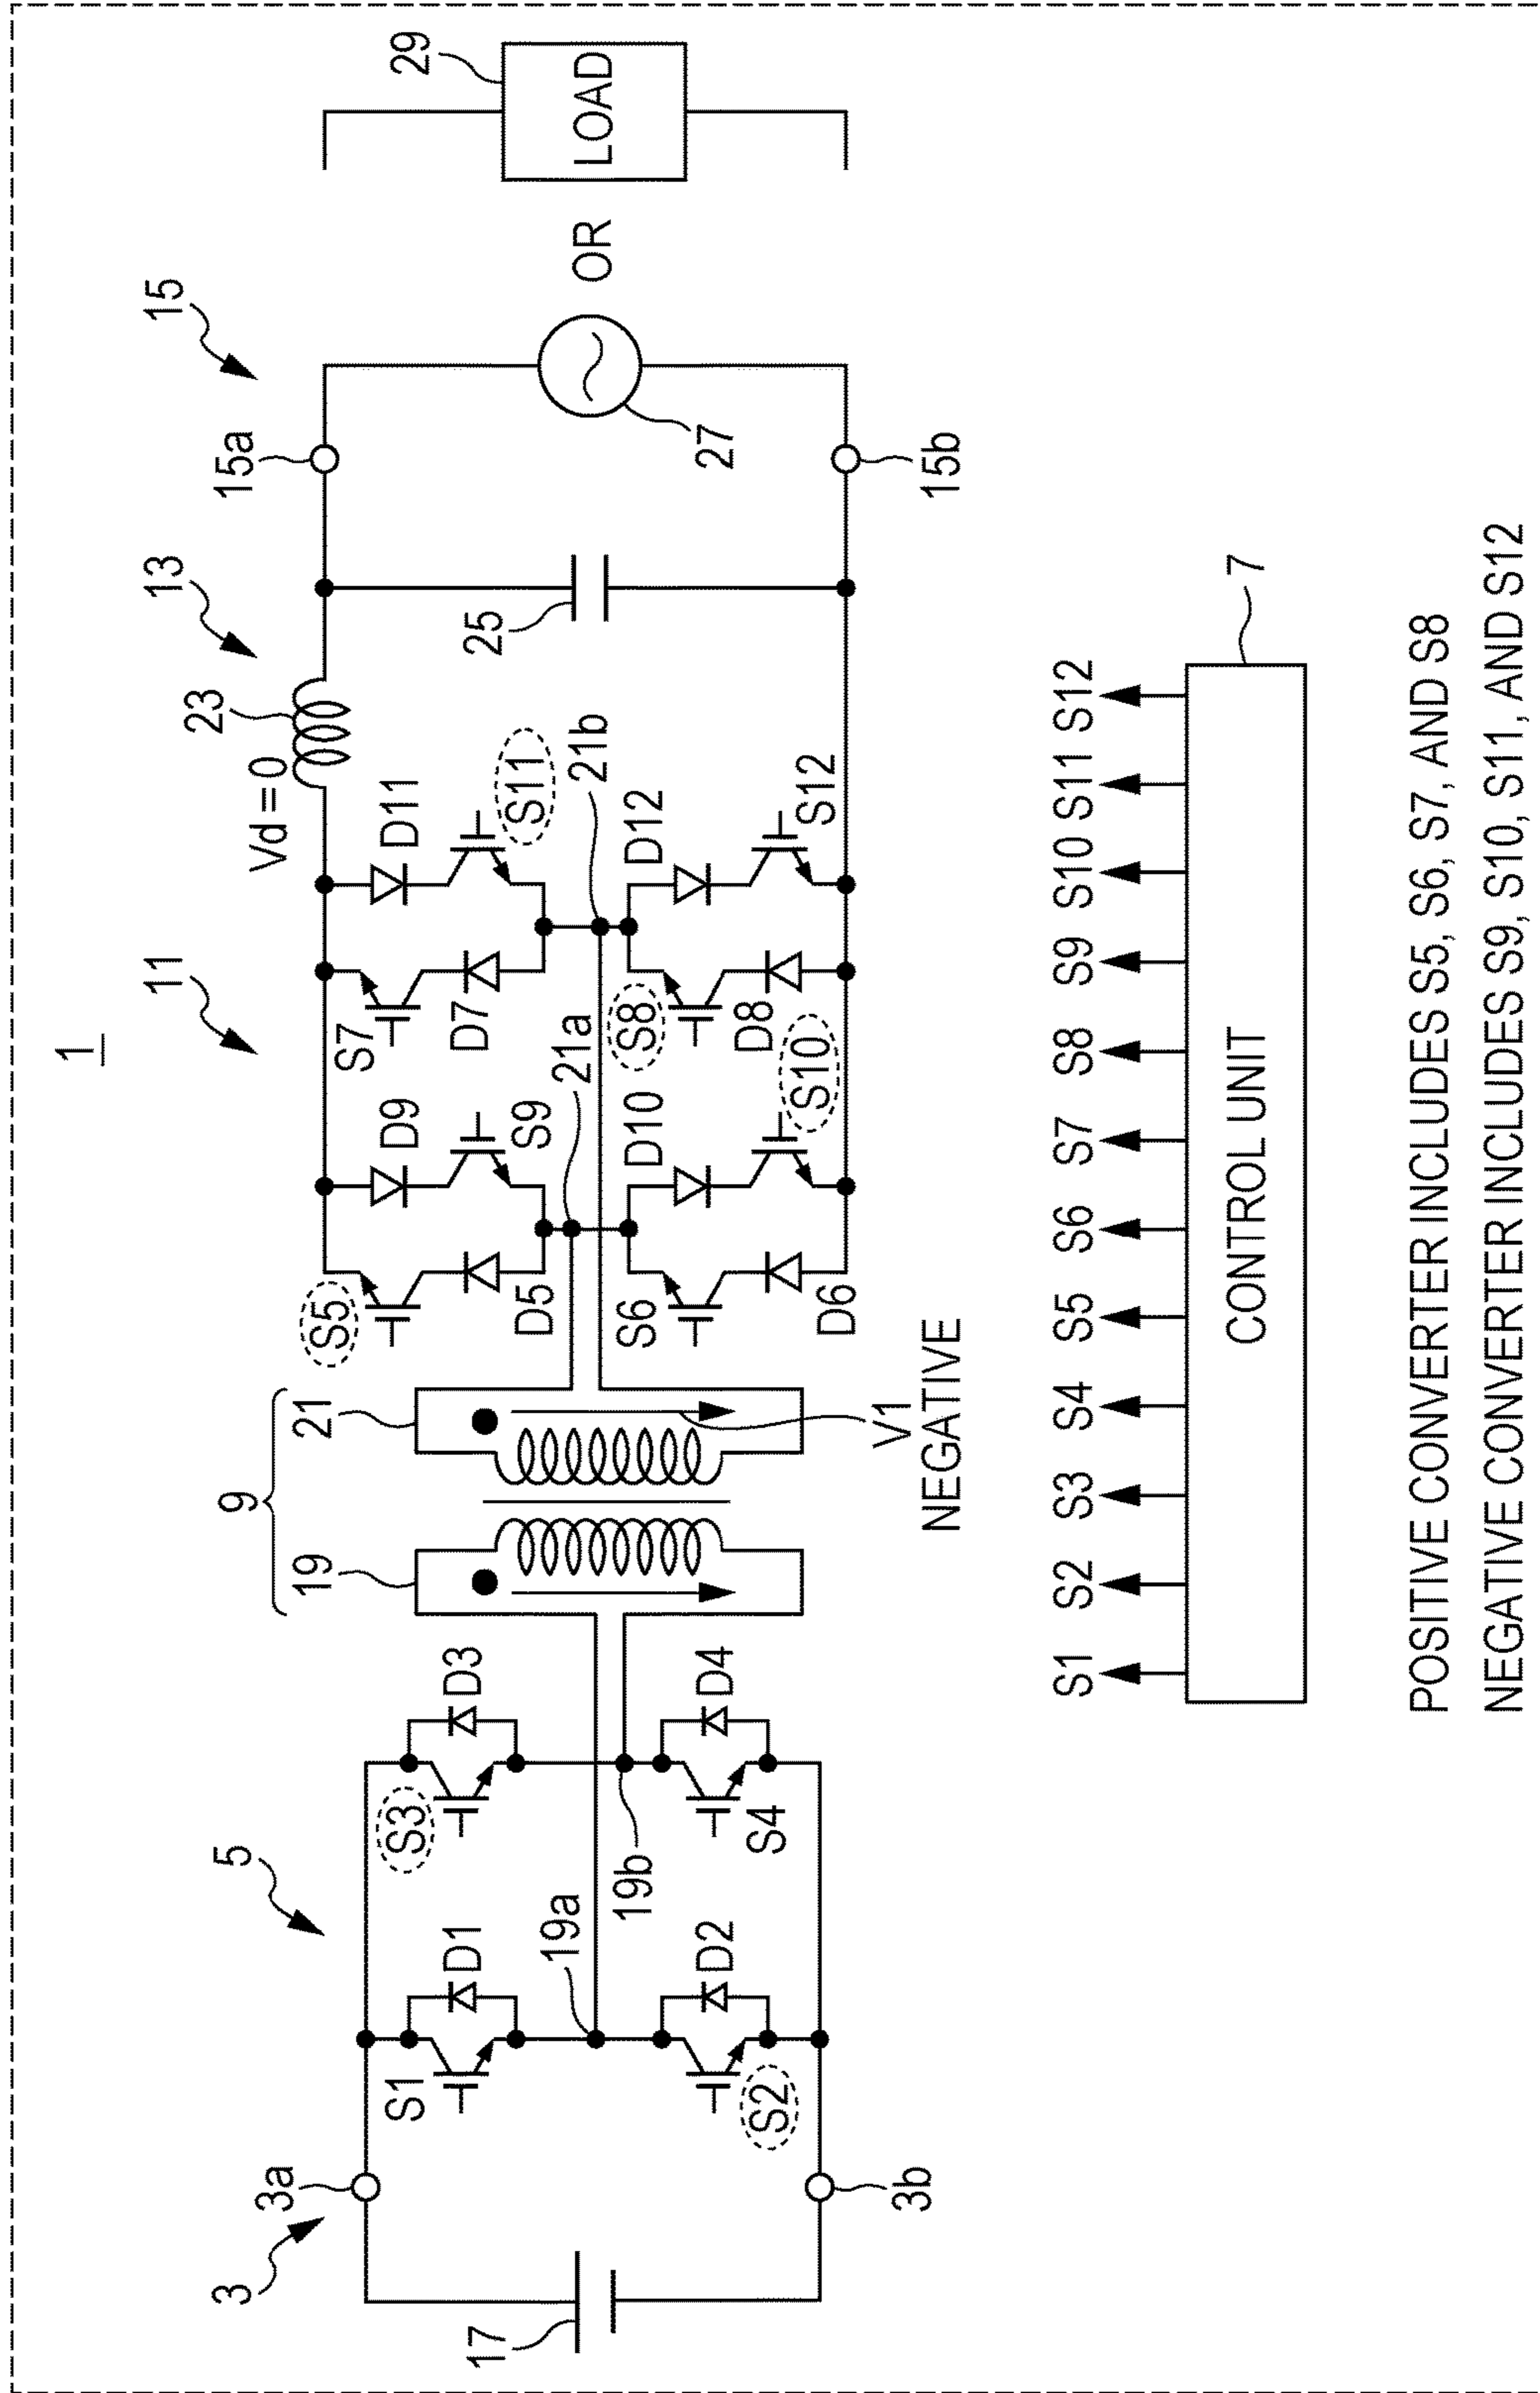 1
3
3a
3b
17
5
S1
D1
S2
D2
S3
D3
S4
D4
19a
19b
9
19
21
V1
NEGATIVE
11
S5
D5
D9
S9
S6
D6
D10
S10
21a
S7
D7
D11
S11
S8
D8
D12
S12
21b
Vd = 0
23
13
25
15
15a
15b
27
OR
LOAD
29
S1 S2 S3 S4 S5 S6 S7 S8 S9 S10 S11 S12
CONTROL UNIT
7
POSITIVE CONVERTER INCLUDES S5, S6, S7, AND S8
NEGATIVE CONVERTER INCLUDES S9, S10, S11, AND S12